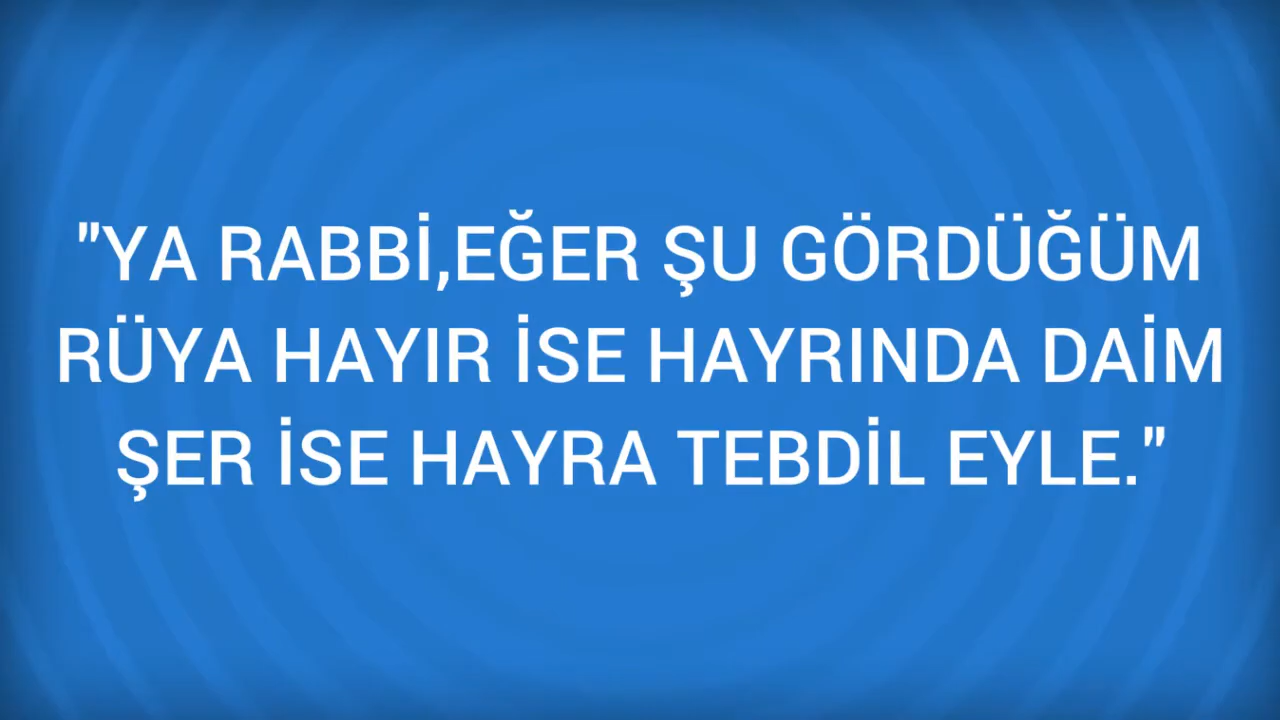 "YA RABBİ,EĞER ŞU GÖRDÜĞÜM
RÜYA HAYIR İSE HAYRINDA DAİM
ŞER İSE HAYRA TEBDİL EYLE."